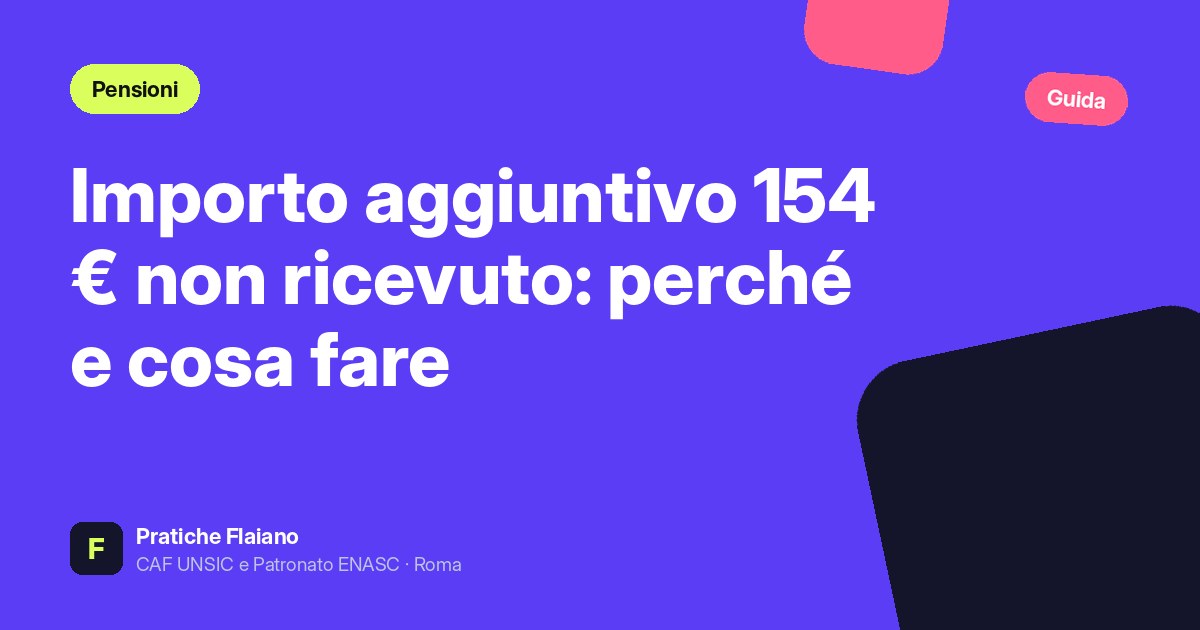 Pensioni
Guida
Importo aggiuntivo 154
€ non ricevuto: perché
e cosa fare
F
Pratiche Flaiano
CAF UNSIC e Patronato ENASC · Roma